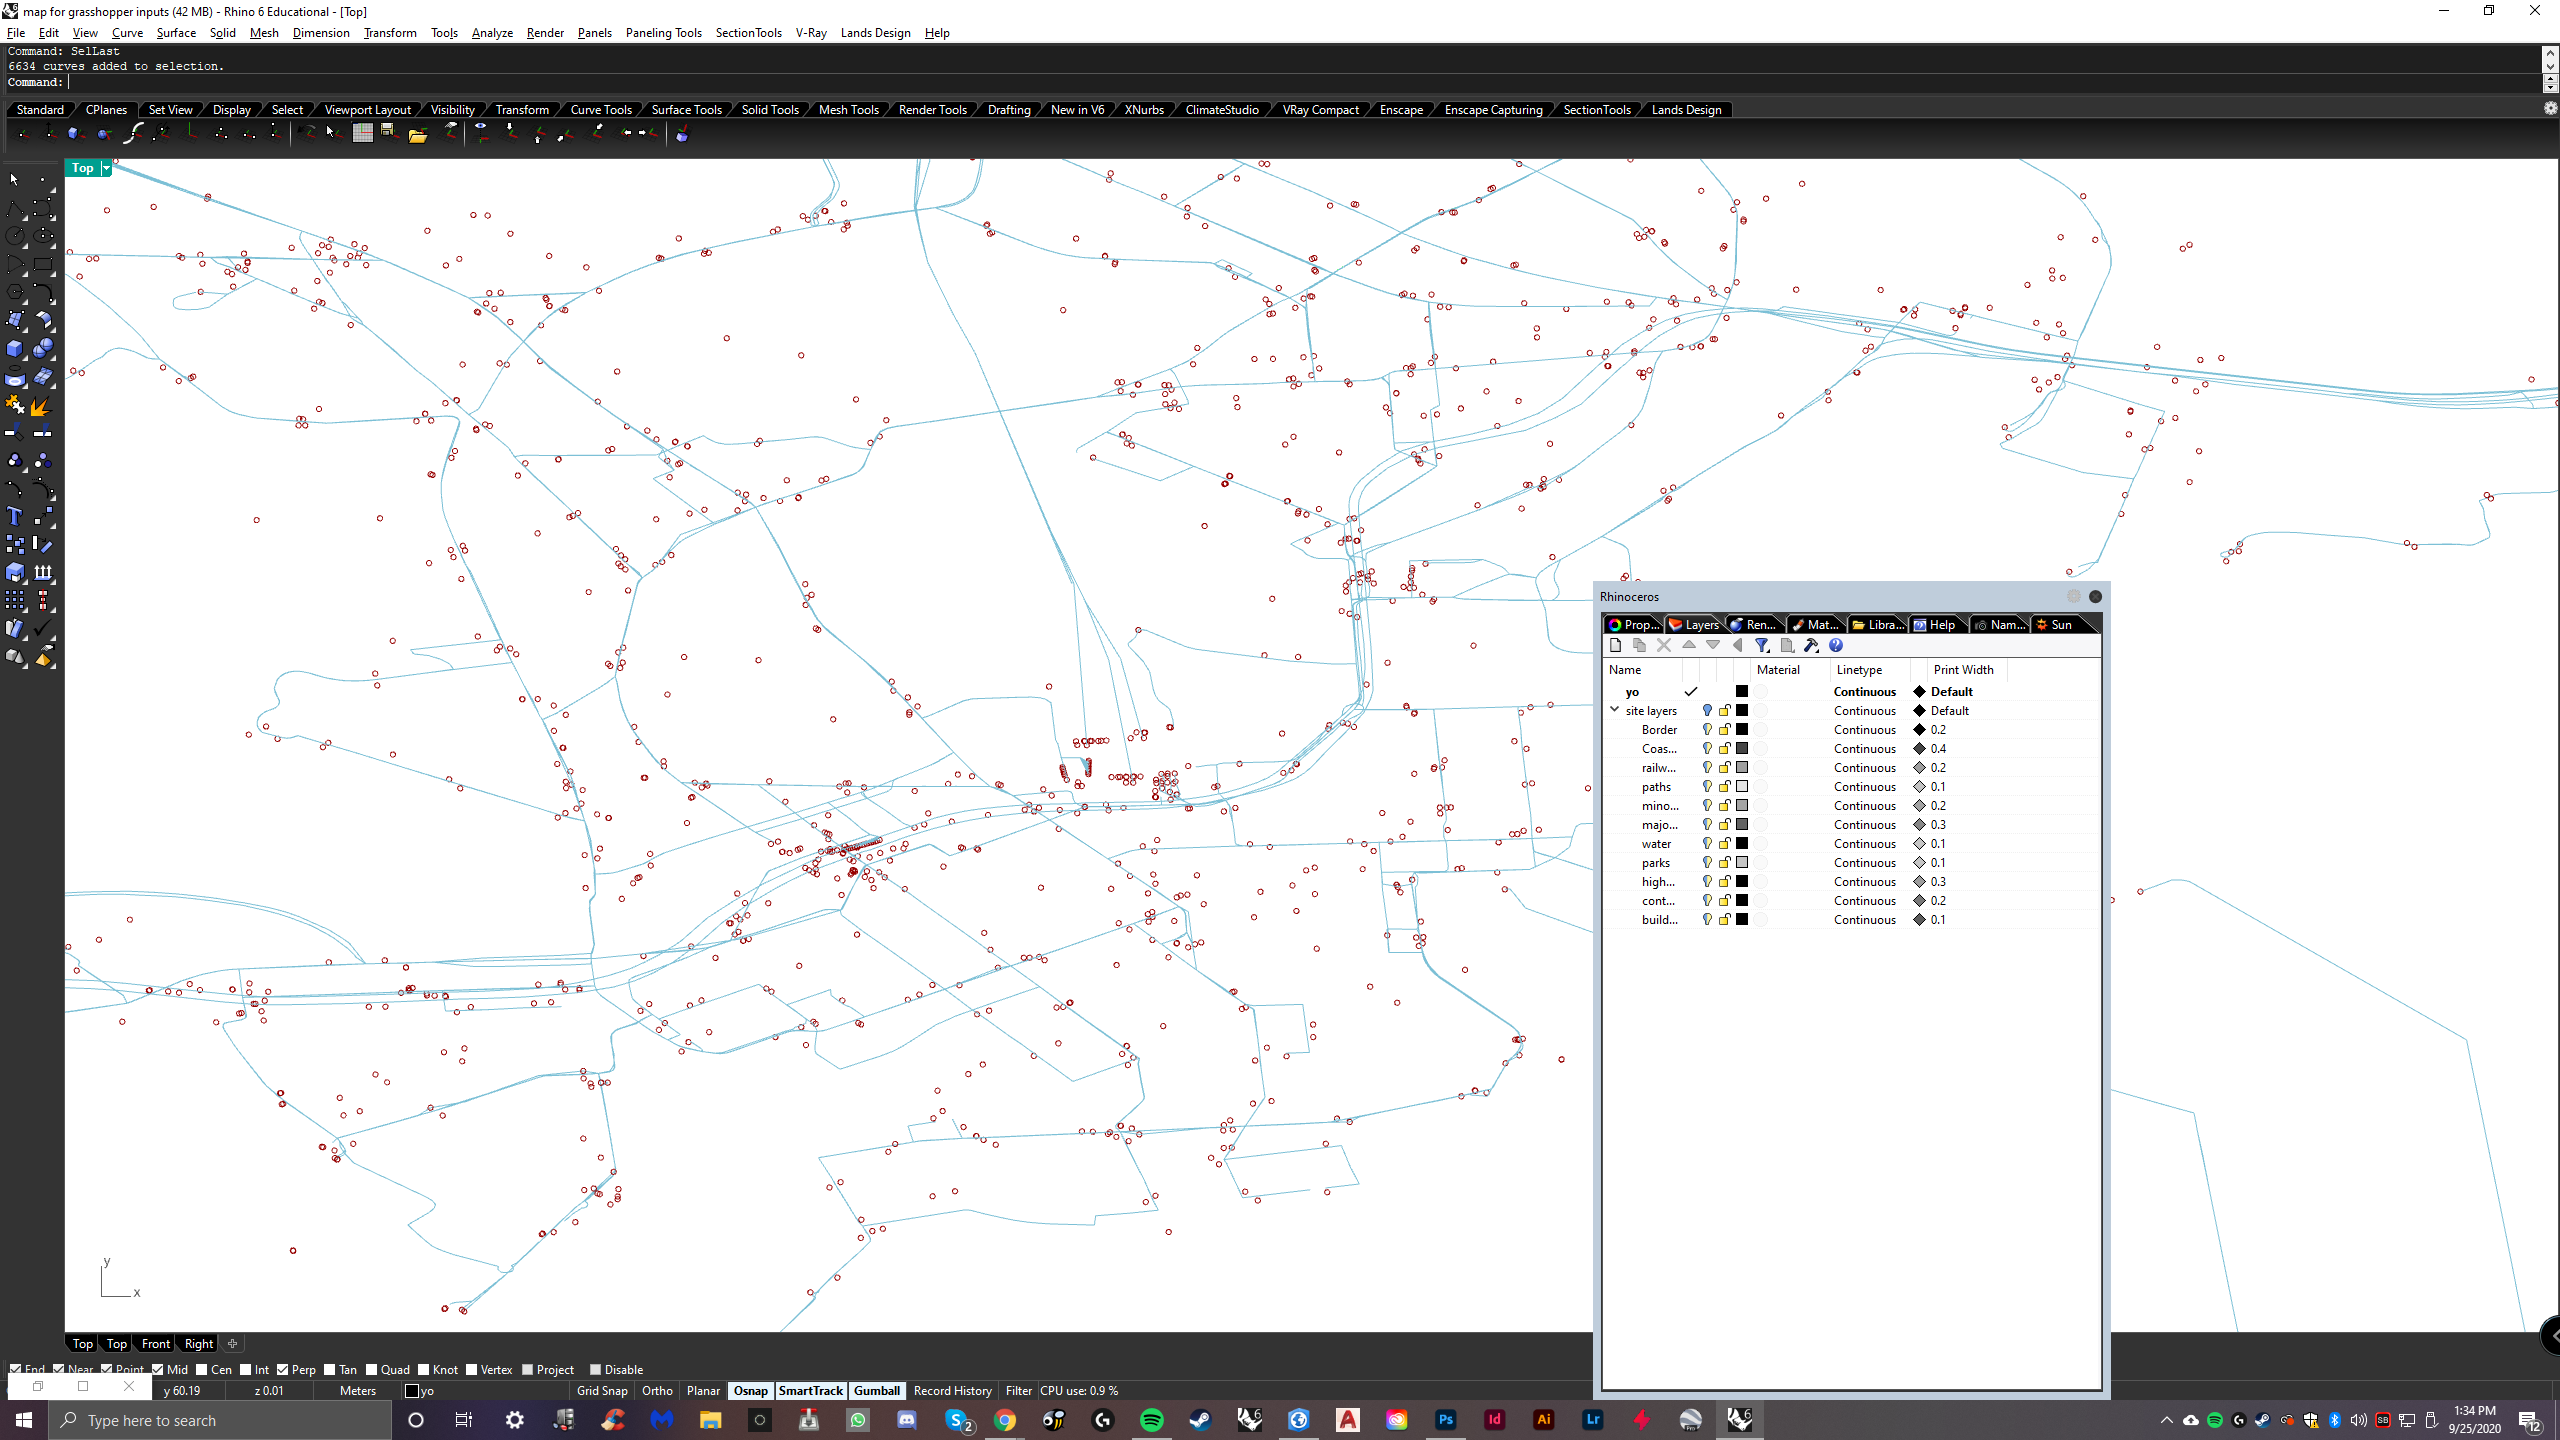 map for grasshopper inputs (42 MB) - Rhino 6 Educational - [Top]
File Edit View Curve Surface Solid Mesh Dimension Transform Tools Analyze Render Panels Paneling Tools SectionTools V-Ray Lands Design Help
Command: SelLast
6634 curves added to selection.
Command:
Standard CPlanes Set View Display Select Viewport Layout Visibility Transform Curve Tools Surface Tools Solid Tools Mesh Tools Render Tools Drafting New in V6 XNurbs ClimateStudio VRay Compact Enscape Enscape Capturing SectionTools Lands Design
Top
Rhinoceros
Prop... Layers Ren... Mat... Libra... Help Nam... Sun
Name Material Linetype Print Width
yo Continuous Default
site layers Continuous Default
Border Continuous 0.2
Coas... Continuous 0.4
railw... Continuous 0.2
paths Continuous 0.1
mino... Continuous 0.2
majo... Continuous 0.3
water Continuous 0.1
parks Continuous 0.1
high... Continuous 0.3
cont... Continuous 0.2
build... Continuous 0.1
y
x
Top Top Front Right
End Near Point Mid Cen Int Perp Tan Quad Knot Vertex Project Disable
y 60.19 z 0.01 Meters yo Grid Snap Ortho Planar Osnap SmartTrack Gumball Record History Filter CPU use: 0.9 %
Type here to search
1:34 PM
9/25/2020